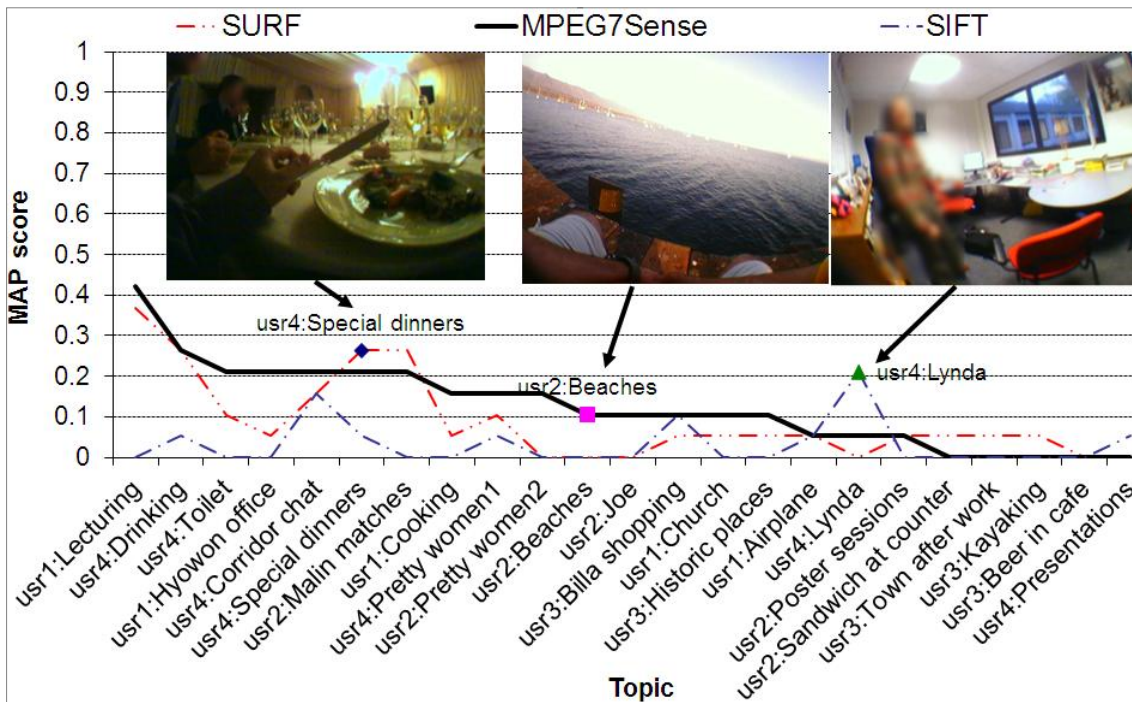 SURF
MPEG7Sense
SIFT
1
0.9
0.8
0.7
0.6
0.5
0.4
0.3
0.2
0.1
0
MAP score
usr4:Special dinners
usr2:Beaches
usr4:Lynda
usr1:Lecturing
usr4:Drinking
usr4:Toilet
usr1:Hyowon office
usr4:Corridor chat
usr4:Special dinners
usr2:Malin matches
usr1:Cooking
usr4:Pretty women1
usr2:Pretty women2
usr2:Beaches
usr2:Joe
usr3:Billa shopping
usr1:Church
usr3:Historic places
usr1:Airplane
usr4:Lynda
usr2:Poster sessions
usr2:Sandwich at counter
usr3:Town after work
usr3:Kayaking
usr3:Beer in cafe
usr4:Presentations
Topic